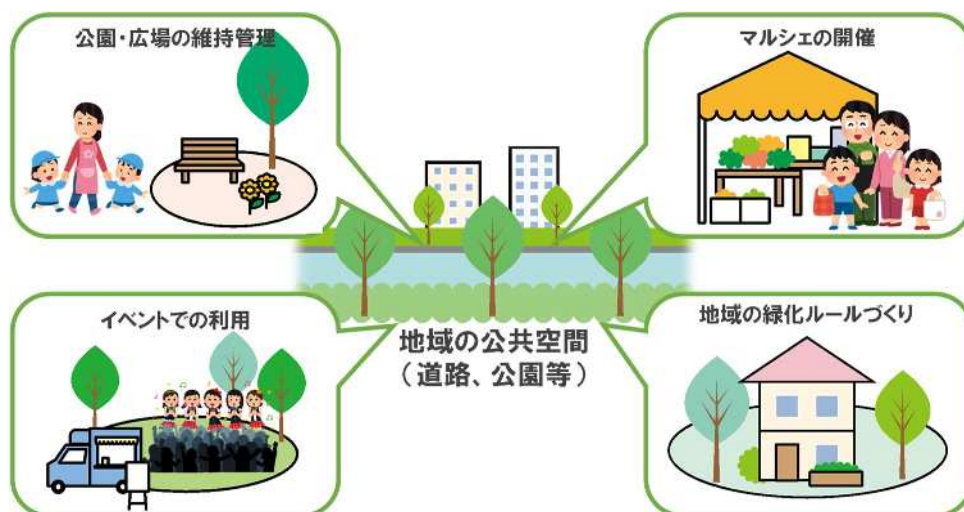 公園・広場の維持管理
マルシェの開催
イベントでの利用
地域の緑化ルールづくり
地域の公共空間
（道路、公園等）